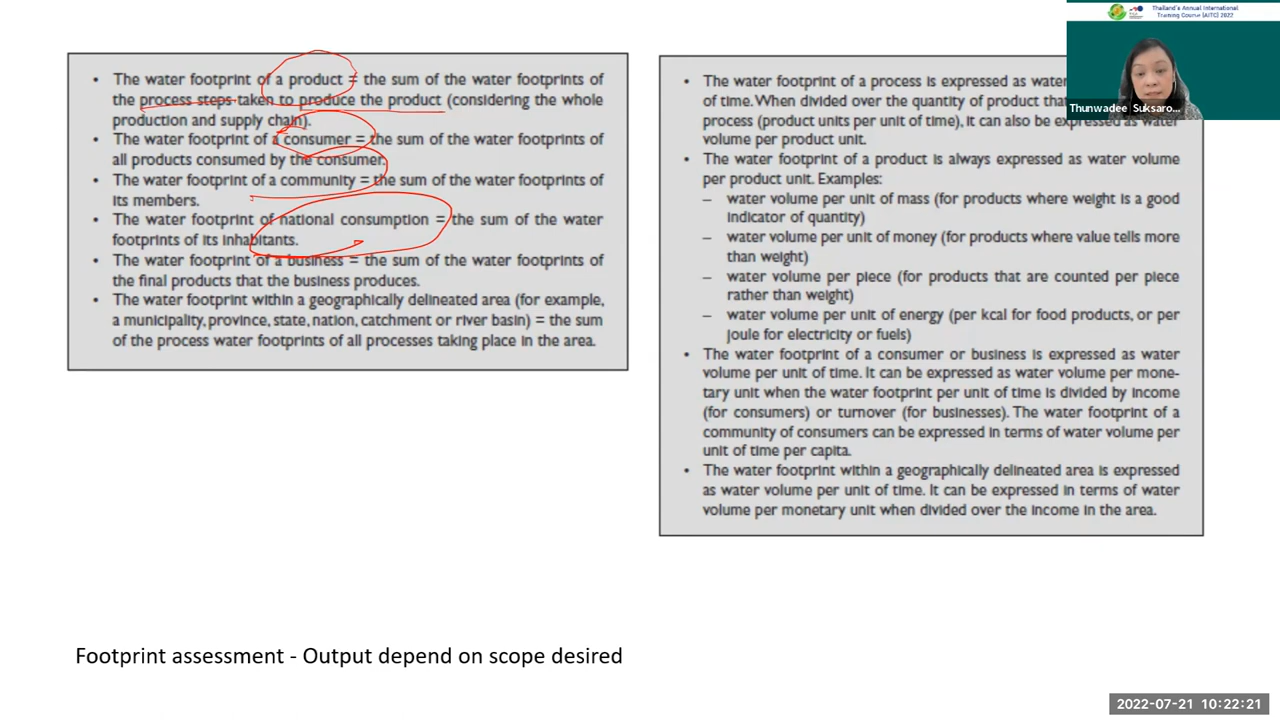 Thailand's Annual International
Training Course (AITC) 2022
Thunwadee Suksaro...
• The water footprint of a product = the sum of the water footprints of
the process steps taken to produce the product (considering the whole
production and supply chain).
• The water footprint of a consumer = the sum of the water footprints of
all products consumed by the consumer.
• The water footprint of a community = the sum of the water footprints of
its members.
• The water footprint of national consumption = the sum of the water
footprints of its inhabitants.
• The water footprint of a business = the sum of the water footprints of
the final products that the business produces.
• The water footprint within a geographically delineated area (for example,
a municipality, province, state, nation, catchment or river basin) = the sum
of the process water footprints of all processes taking place in the area.
• The water footprint of a process is expressed as water
of time. When divided over the quantity of product that
process (product units per unit of time), it can also be expressed as water
volume per product unit.
• The water footprint of a product is always expressed as water volume
per product unit. Examples:
– water volume per unit of mass (for products where weight is a good
indicator of quantity)
– water volume per unit of money (for products where value tells more
than weight)
– water volume per piece (for products that are counted per piece
rather than weight)
– water volume per unit of energy (per kcal for food products, or per
joule for electricity or fuels)
• The water footprint of a consumer or business is expressed as water
volume per unit of time. It can be expressed as water volume per mone-
tary unit when the water footprint per unit of time is divided by income
(for consumers) or turnover (for businesses). The water footprint of a
community of consumers can be expressed in terms of water volume per
unit of time per capita.
• The water footprint within a geographically delineated area is expressed
as water volume per unit of time. It can be expressed in terms of water
volume per monetary unit when divided over the income in the area.
Footprint assessment - Output depend on scope desired
2022-07-21 10:22:21